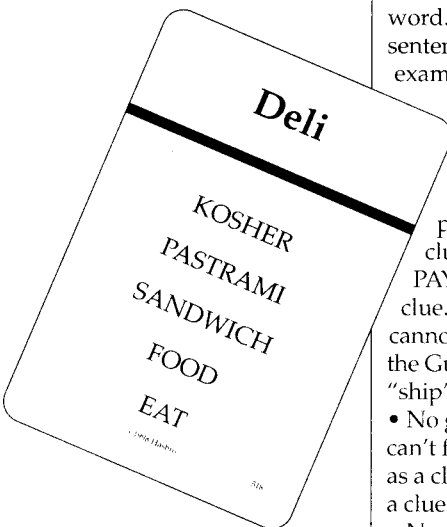 Deli
KOSHER
PASTRAMI
SANDWICH
FOOD
EAT
word.
exam
clu
PAY
clue.
canno
the Gu
"ship"
• No g
can't f
as a cl
a clue